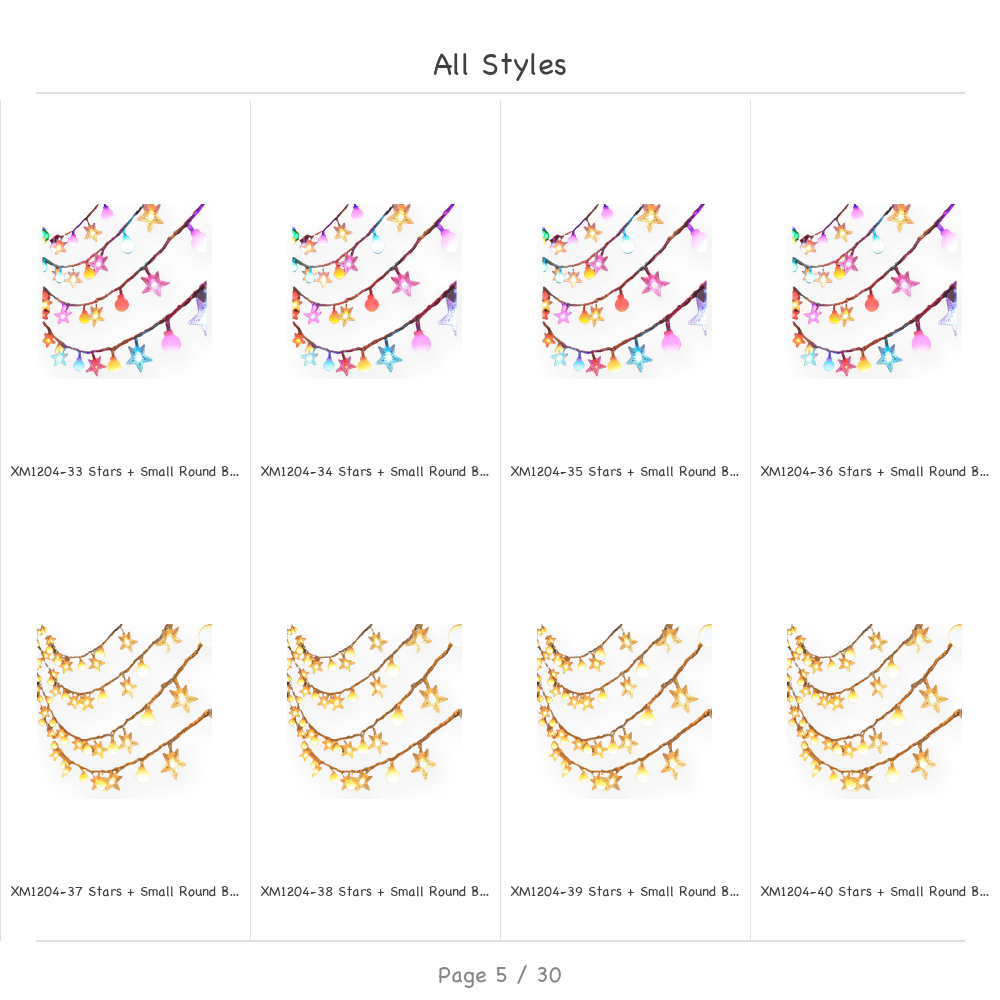 All Styles
XM1204-33 Stars + Small Round B...
XM1204-34 Stars + Small Round B...
XM1204-35 Stars + Small Round B...
XM1204-36 Stars + Small Round B...
XM1204-37 Stars + Small Round B...
XM1204-38 Stars + Small Round B...
XM1204-39 Stars + Small Round B...
XM1204-40 Stars + Small Round B...
Page 5 / 30